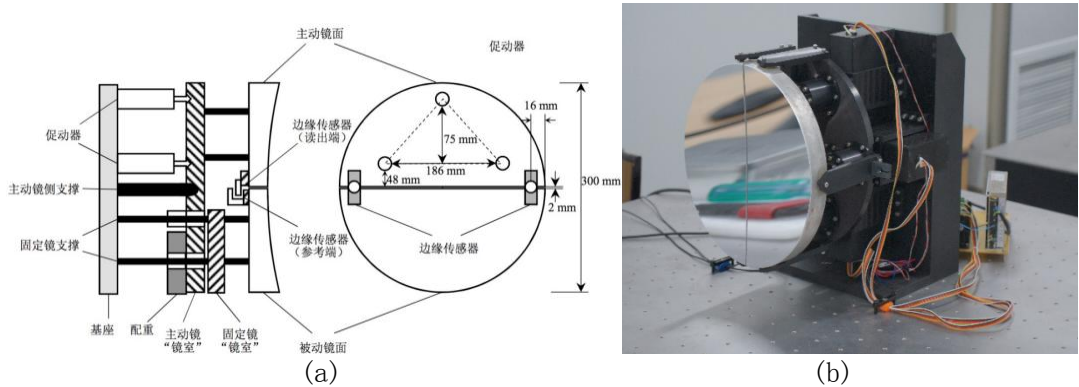 主动镜面
促动器
促动器
边缘传感器
(读出端)
16 mm
75 mm
186 mm
48 mm
300 mm
2 mm
主动镜侧支撑
固定镜支撑
边缘传感器
(参考端)
边缘传感器
基座
配重
主动镜
“镜室”
固定镜
“镜室”
被动镜面
(a)
(b)